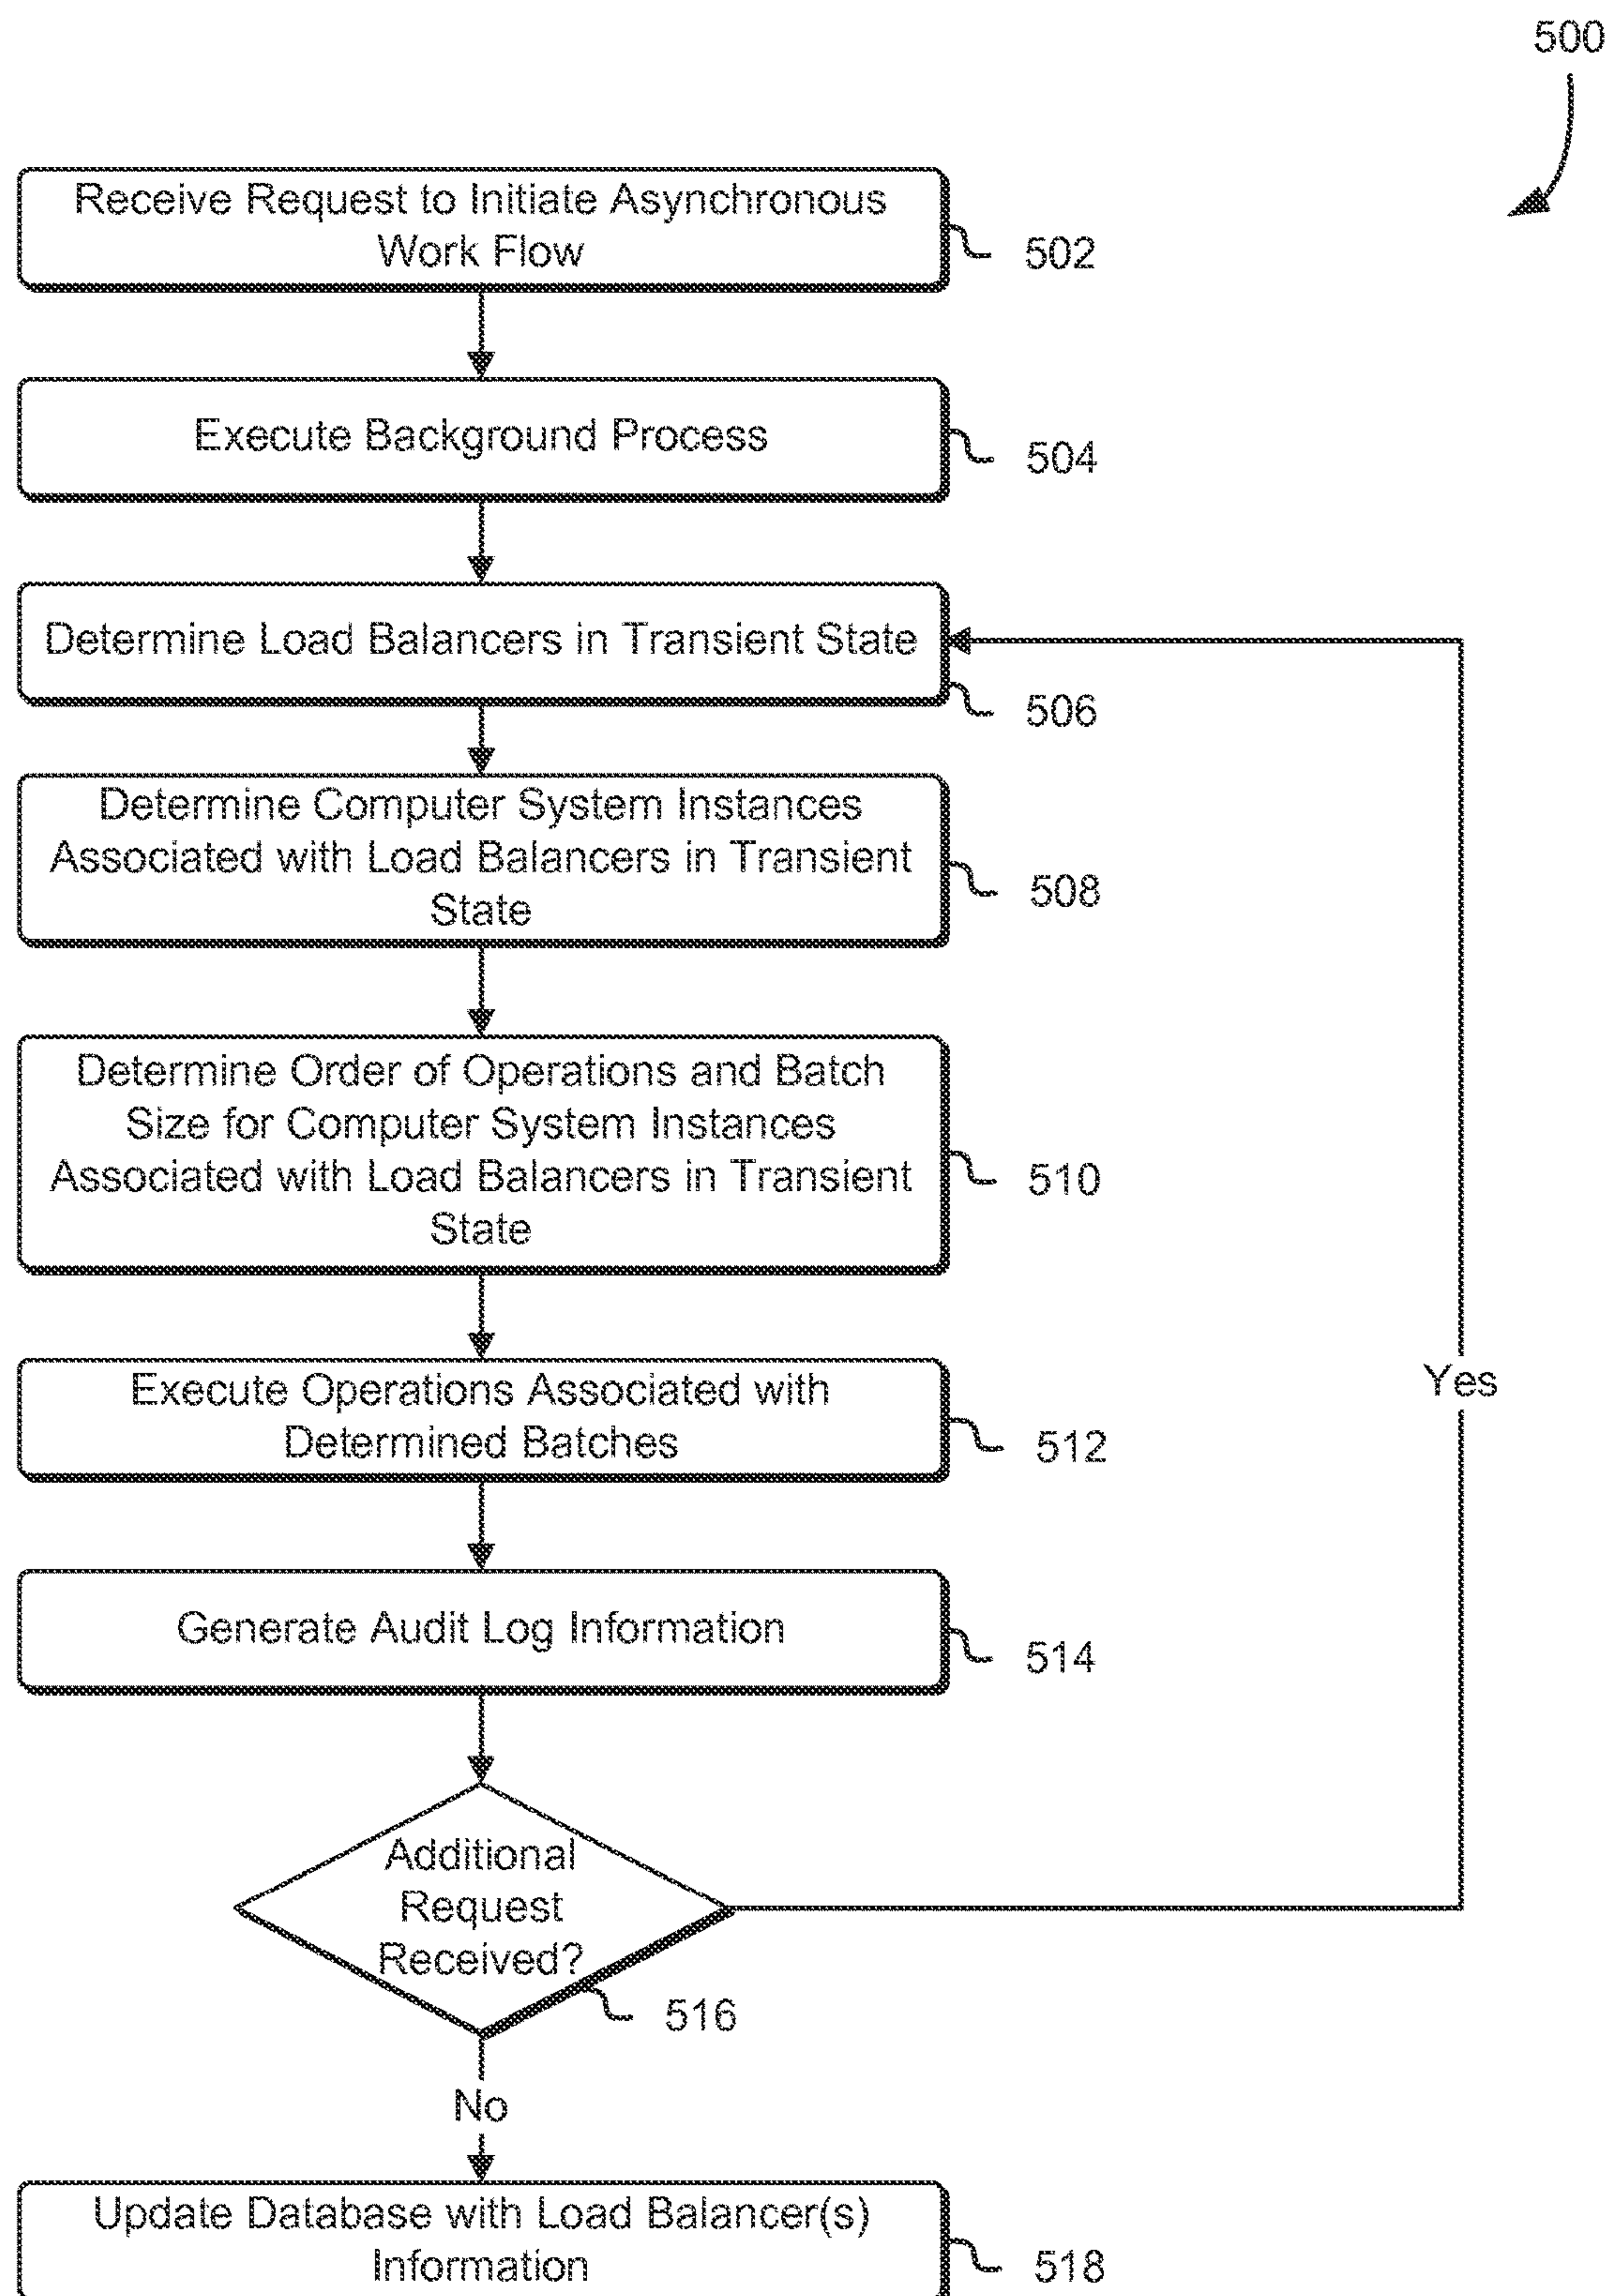 500
Receive Request to Initiate Asynchronous
Work Flow
502
Execute Background Process
504
Determine Load Balancers in Transient State
506
Determine Computer System Instances
Associated with Load Balancers in Transient
State
508
Determine Order of Operations and Batch
Size for Computer System Instances
Associated with Load Balancers in Transient
State
510
Execute Operations Associated with
Determined Batches
512
Yes
Generate Audit Log Information
514
Additional
Request
Received?
516
No
Update Database with Load Balancer(s)
Information
518